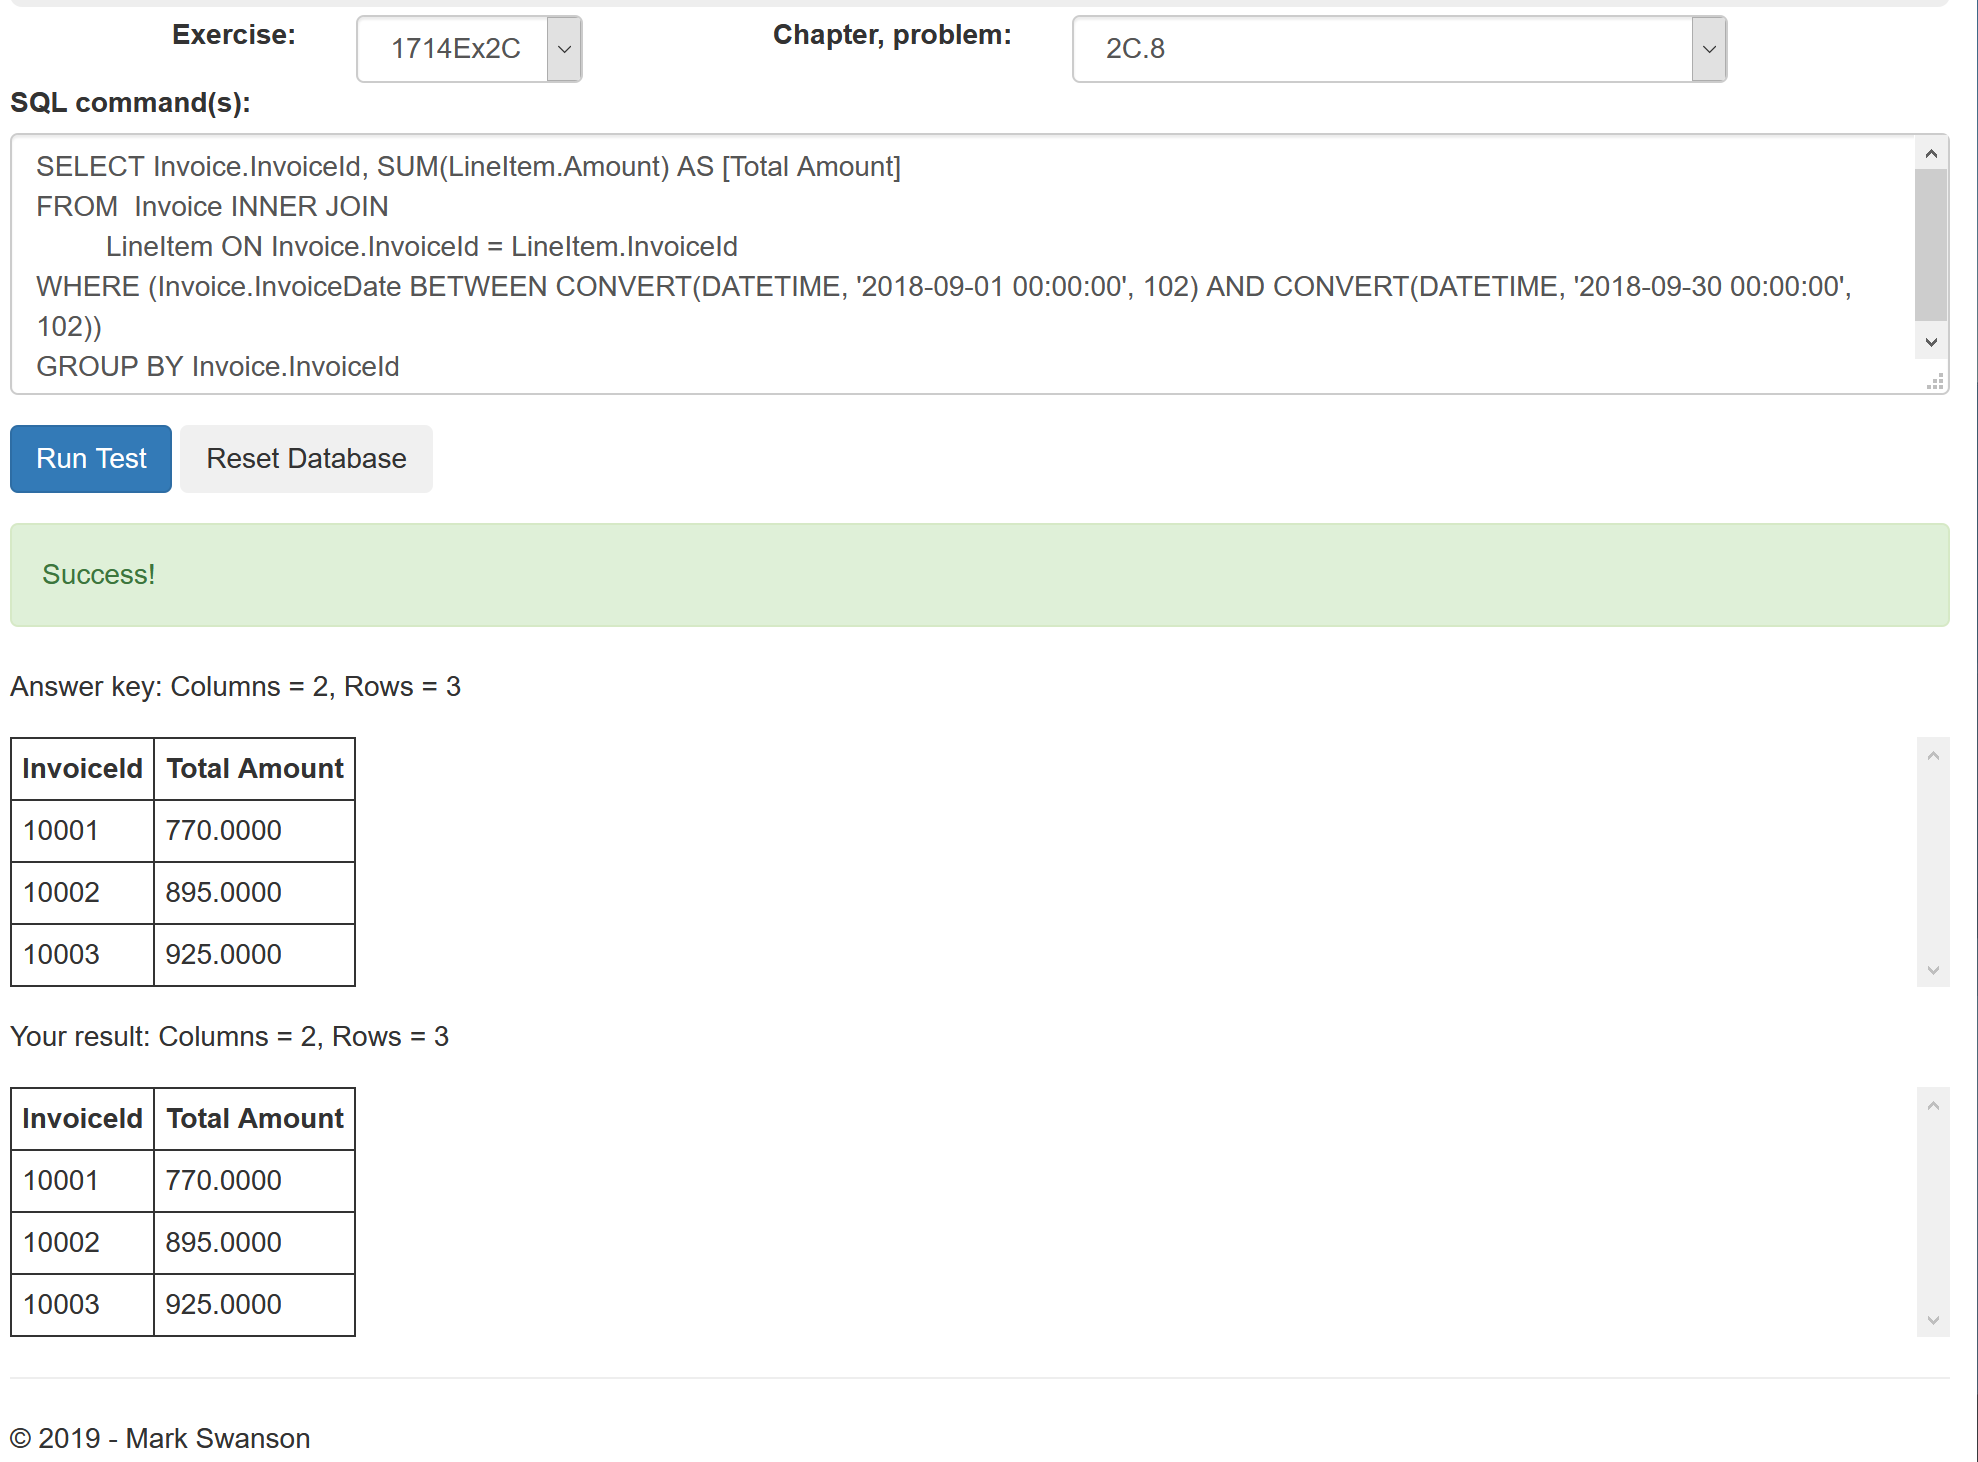 Exercise: 1714Ex2C Chapter, problem: 2C.8
SQL command(s):
SELECT Invoice.InvoiceId, SUM(LineItem.Amount) AS [Total Amount]
FROM  Invoice INNER JOIN
LineItem ON Invoice.InvoiceId = LineItem.InvoiceId
WHERE (Invoice.InvoiceDate BETWEEN CONVERT(DATETIME, '2018-09-01 00:00:00', 102) AND CONVERT(DATETIME, '2018-09-30 00:00:00',
102))
GROUP BY Invoice.InvoiceId
Run Test Reset Database
Success!
Answer key: Columns = 2, Rows = 3
InvoiceId Total Amount
10001 770.0000
10002 895.0000
10003 925.0000
Your result: Columns = 2, Rows = 3
InvoiceId Total Amount
10001 770.0000
10002 895.0000
10003 925.0000
© 2019 - Mark Swanson